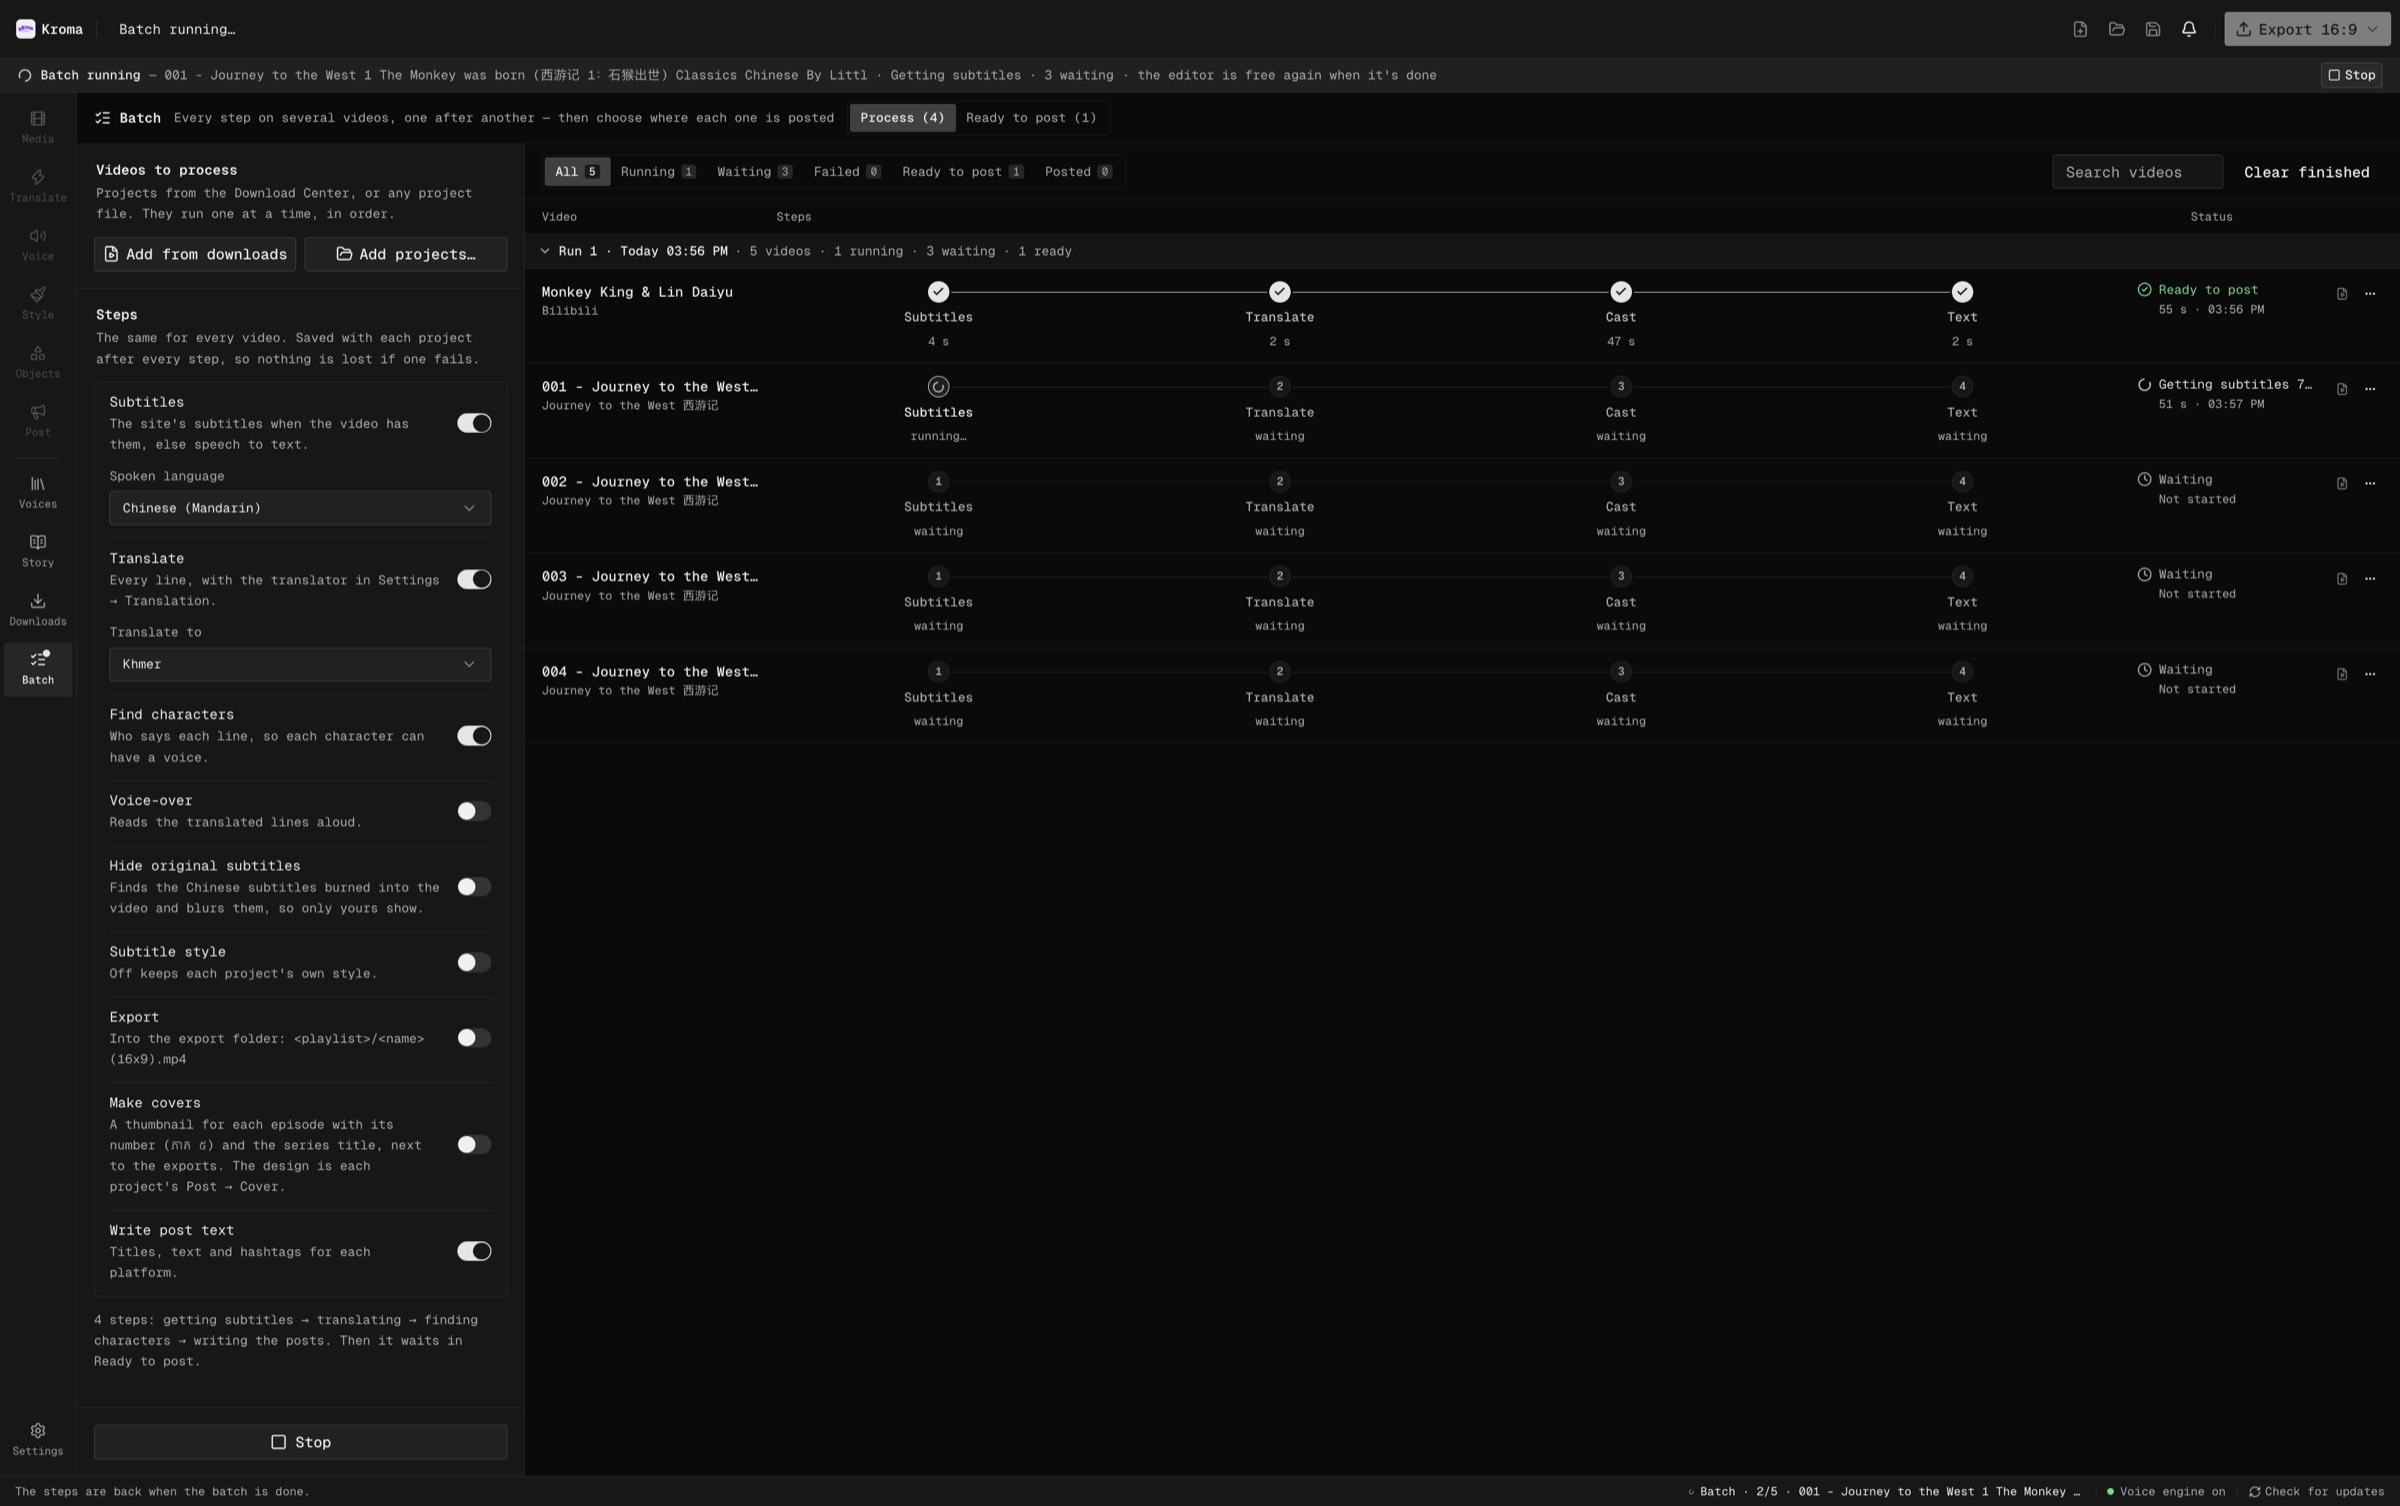 Kroma
Batch running…
Export 16:9
Batch running — 001 - Journey to the West 1 The Monkey was born (西游记 1: 石猴出世) Classics Chinese By Littl · Getting subtitles · 3 waiting · the editor is free again when it's done
Stop
Media
Translate
Voice
Style
Objects
Post
Voices
Story
Downloads
Batch
Settings
Batch Every step on several videos, one after another — then choose where each one is posted
Process (4) Ready to post (1)
Videos to process
Projects from the Download Center, or any project
file. They run one at a time, in order.
Add from downloads Add projects…
Steps
The same for every video. Saved with each project
after every step, so nothing is lost if one fails.
Subtitles
The site's subtitles when the video has
them, else speech to text.
Spoken language
Chinese (Mandarin)
Translate
Every line, with the translator in Settings
→ Translation.
Translate to
Khmer
Find characters
Who says each line, so each character can
have a voice.
Voice-over
Reads the translated lines aloud.
Hide original subtitles
Finds the Chinese subtitles burned into the
video and blurs them, so only yours show.
Subtitle style
Off keeps each project's own style.
Export
Into the export folder: <playlist>/<name>
(16x9).mp4
Make covers
A thumbnail for each episode with its
number (ភាគ ៥) and the series title, next
to the exports. The design is each
project's Post → Cover.
Write post text
Titles, text and hashtags for each
platform.
4 steps: getting subtitles → translating → finding
characters → writing the posts. Then it waits in
Ready to post.
Stop
All 5 Running 1 Waiting 3 Failed 0 Ready to post 1 Posted 0
Search videos Clear finished
Video Steps Status
Run 1 · Today 03:56 PM · 5 videos · 1 running · 3 waiting · 1 ready
Monkey King & Lin Daiyu
Bilibili
Subtitles Translate Cast Text
4 s 2 s 47 s 2 s
Ready to post
55 s · 03:56 PM
001 - Journey to the West…
Journey to the West 西游记
2 3 4
Subtitles Translate Cast Text
running… waiting waiting waiting
Getting subtitles 7…
51 s · 03:57 PM
002 - Journey to the West…
Journey to the West 西游记
1 2 3 4
Subtitles Translate Cast Text
waiting waiting waiting waiting
Waiting
Not started
003 - Journey to the West…
Journey to the West 西游记
1 2 3 4
Subtitles Translate Cast Text
waiting waiting waiting waiting
Waiting
Not started
004 - Journey to the West…
Journey to the West 西游记
1 2 3 4
Subtitles Translate Cast Text
waiting waiting waiting waiting
Waiting
Not started
The steps are back when the batch is done.
Batch · 2/5 · 001 - Journey to the West 1 The Monkey …
Voice engine on
Check for updates